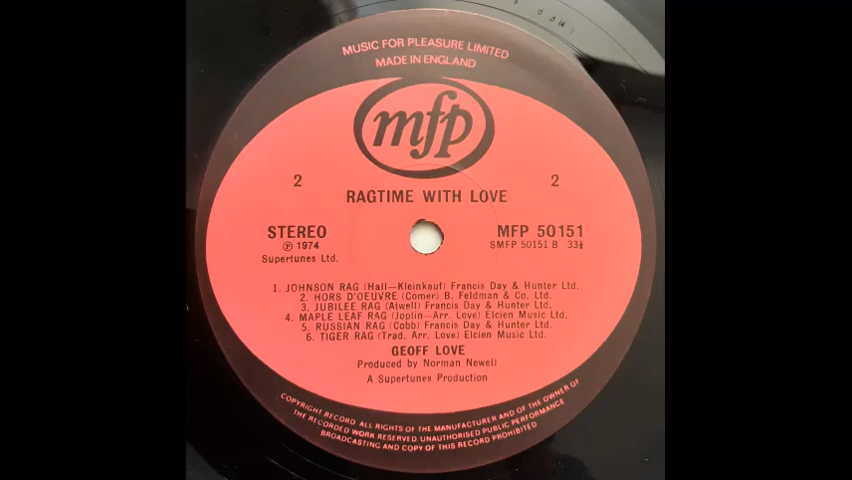 MUSIC FOR PLEASURE LIMITED
MADE IN ENGLAND
mfp
2 2
RAGTIME WITH LOVE
STEREO MFP 50151
Ⓟ 1974 SMFP 50151 B 33⅓
Supertunes Ltd.
1. JOHNSON RAG (Hall—Kleinkauf) Francis Day & Hunter Ltd.
2. HORS D'OEUVRE (Comer) B. Feldman & Co. Ltd.
3. JUBILEE RAG (Atwell) Francis Day & Hunter Ltd.
4. MAPLE LEAF RAG (Joplin—Arr. Love) Elcien Music Ltd.
5. RUSSIAN RAG (Cobb) Francis Day & Hunter Ltd.
6. TIGER RAG (Trad. Arr. Love) Elcien Music Ltd.
GEOFF LOVE
Produced by Norman Newell
A Supertunes Production
COPYRIGHT RECORD ALL RIGHTS OF THE MANUFACTURER AND OF THE OWNER OF
THE RECORDED WORK RESERVED UNAUTHORISED PUBLIC PERFORMANCE
BROADCASTING AND COPY OF THIS RECORD PROHIBITED